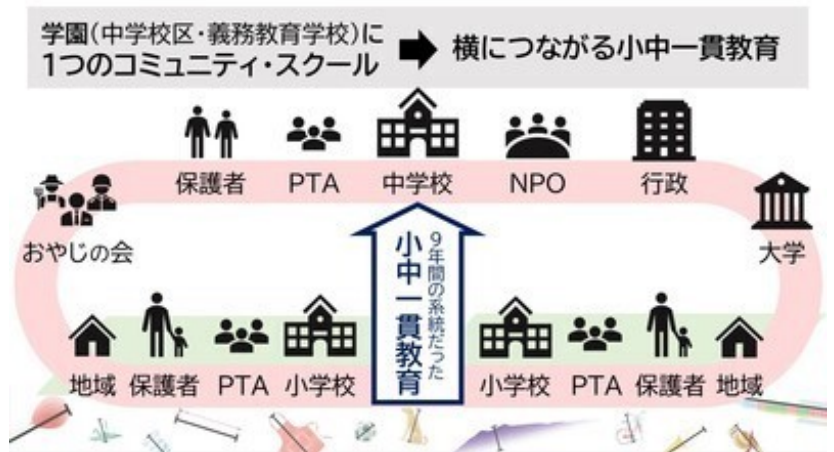 学園(中学校区・義務教育学校)に
1つのコミュニティ・スクール
横につながる小中一貫教育
保護者 PTA 中学校 NPO 行政
おやじの会
大学
9年間の系統だった
小中一貫教育
地域 保護者 PTA 小学校 小学校 PTA 保護者 地域